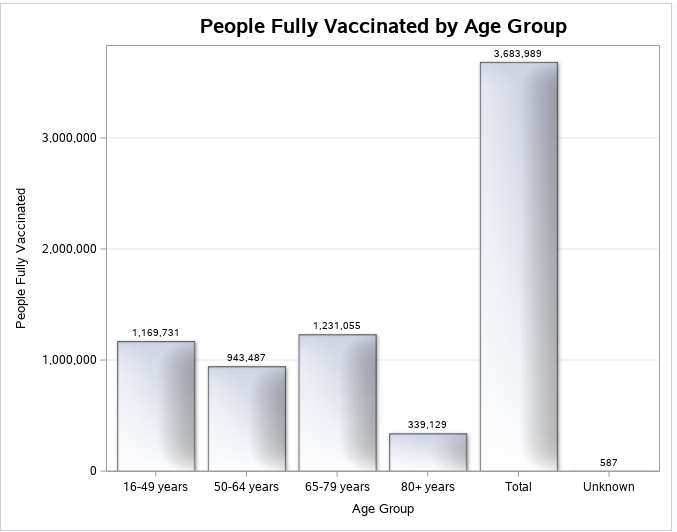 People Fully Vaccinated by Age Group
3,683,989
3,000,000
2,000,000
People Fully Vaccinated
1,231,055
1,169,731
943,487
1,000,000
339,129
587
0
16-49 years 50-64 years 65-79 years 80+ years Total Unknown
Age Group